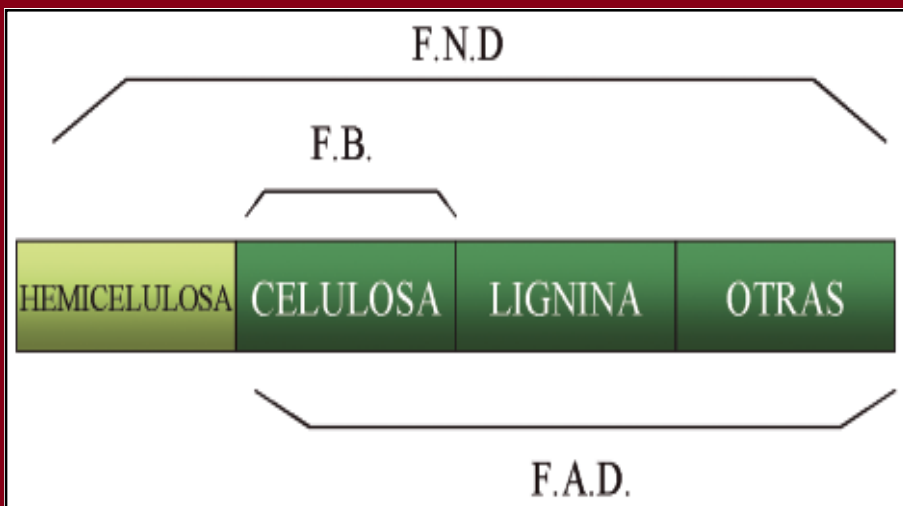 F.N.D
F.B.
HEMICELULOSA CELULOSA LIGNINA OTRAS
F.A.D.